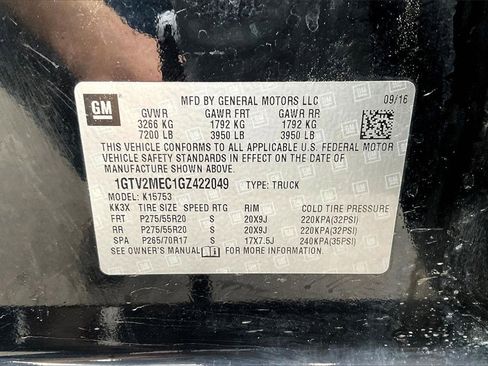 GM MFD BY GENERAL MOTORS LLC 09/16
GVWR GAWR FRT GAWR RR
3266 KG 1792 KG 1792 KG
7200 LB 3950 LB 3950 LB
THIS VEHICLE CONFORMS TO ALL APPLICABLE U.S. FEDERAL MOTOR
VEHICLE SAFETY STANDARDS IN EFFECT ON THE DATE OF
MANUFACTURE SHOWN ABOVE.
1GTV2MEC1GZ422049 TYPE: TRUCK
MODEL: K15753
KK3X TIRE SIZE SPEED RTG RIM COLD TIRE PRESSURE
FRT P275/55R20 S 20X9J 220KPA(32PSI)
RR P275/55R20 S 20X9J 220KPA(32PSI)
SPA P265/70R17 S 17X7.5J 240KPA(35PSI)
SEE OWNER'S MANUAL FOR MORE INFORMATION.